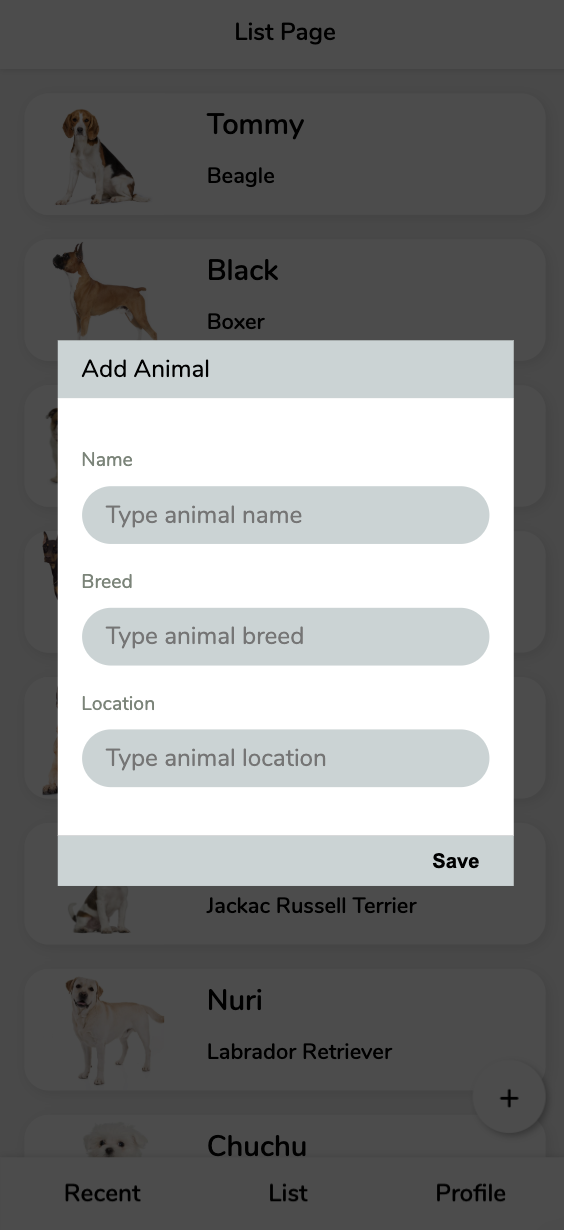 List Page
Tommy
Beagle
Black
Boxer
Add Animal
Name
Type animal name
Breed
Type animal breed
Location
Type animal location
Save
Jackac Russell Terrier
Nuri
Labrador Retriever
+
Chuchu
Recent List Profile